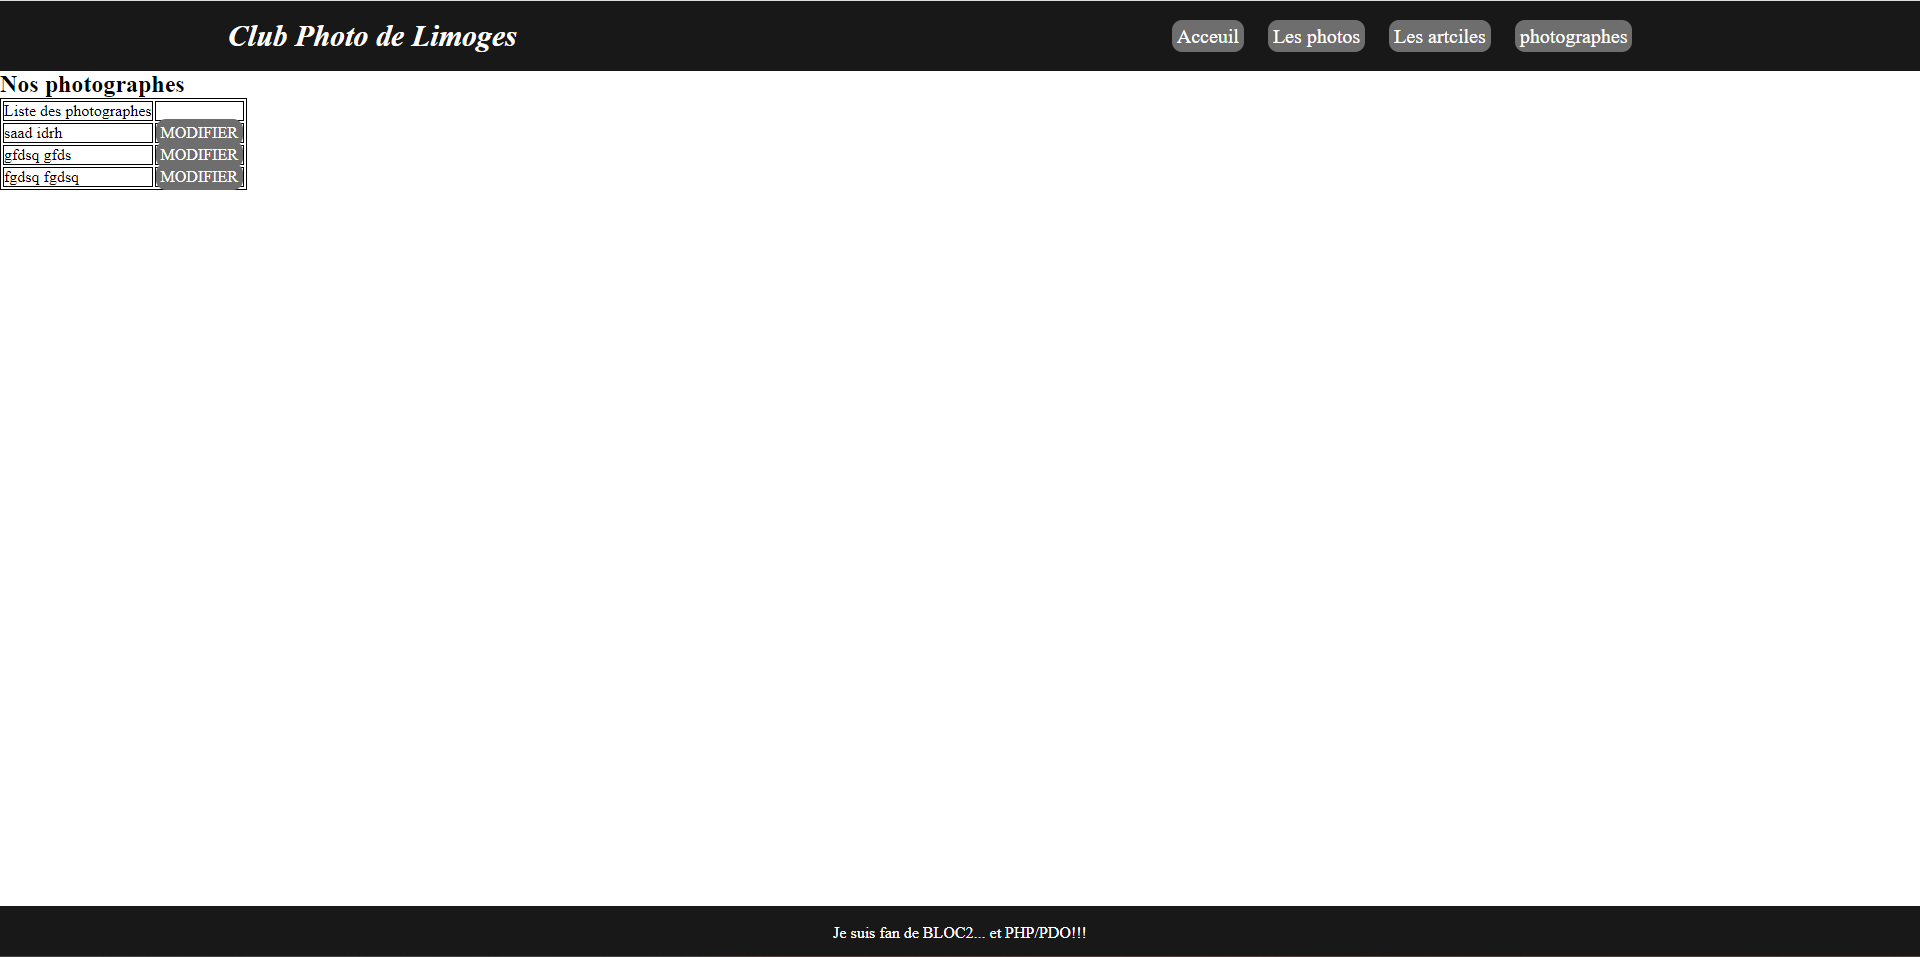 Club Photo de Limoges
Acceuil Les photos Les artciles photographes
Nos photographes
Liste des photographes
saad idrh MODIFIER
gfdsq gfds MODIFIER
fgdsq fgdsq MODIFIER
Je suis fan de BLOC2... et PHP/PDO!!!